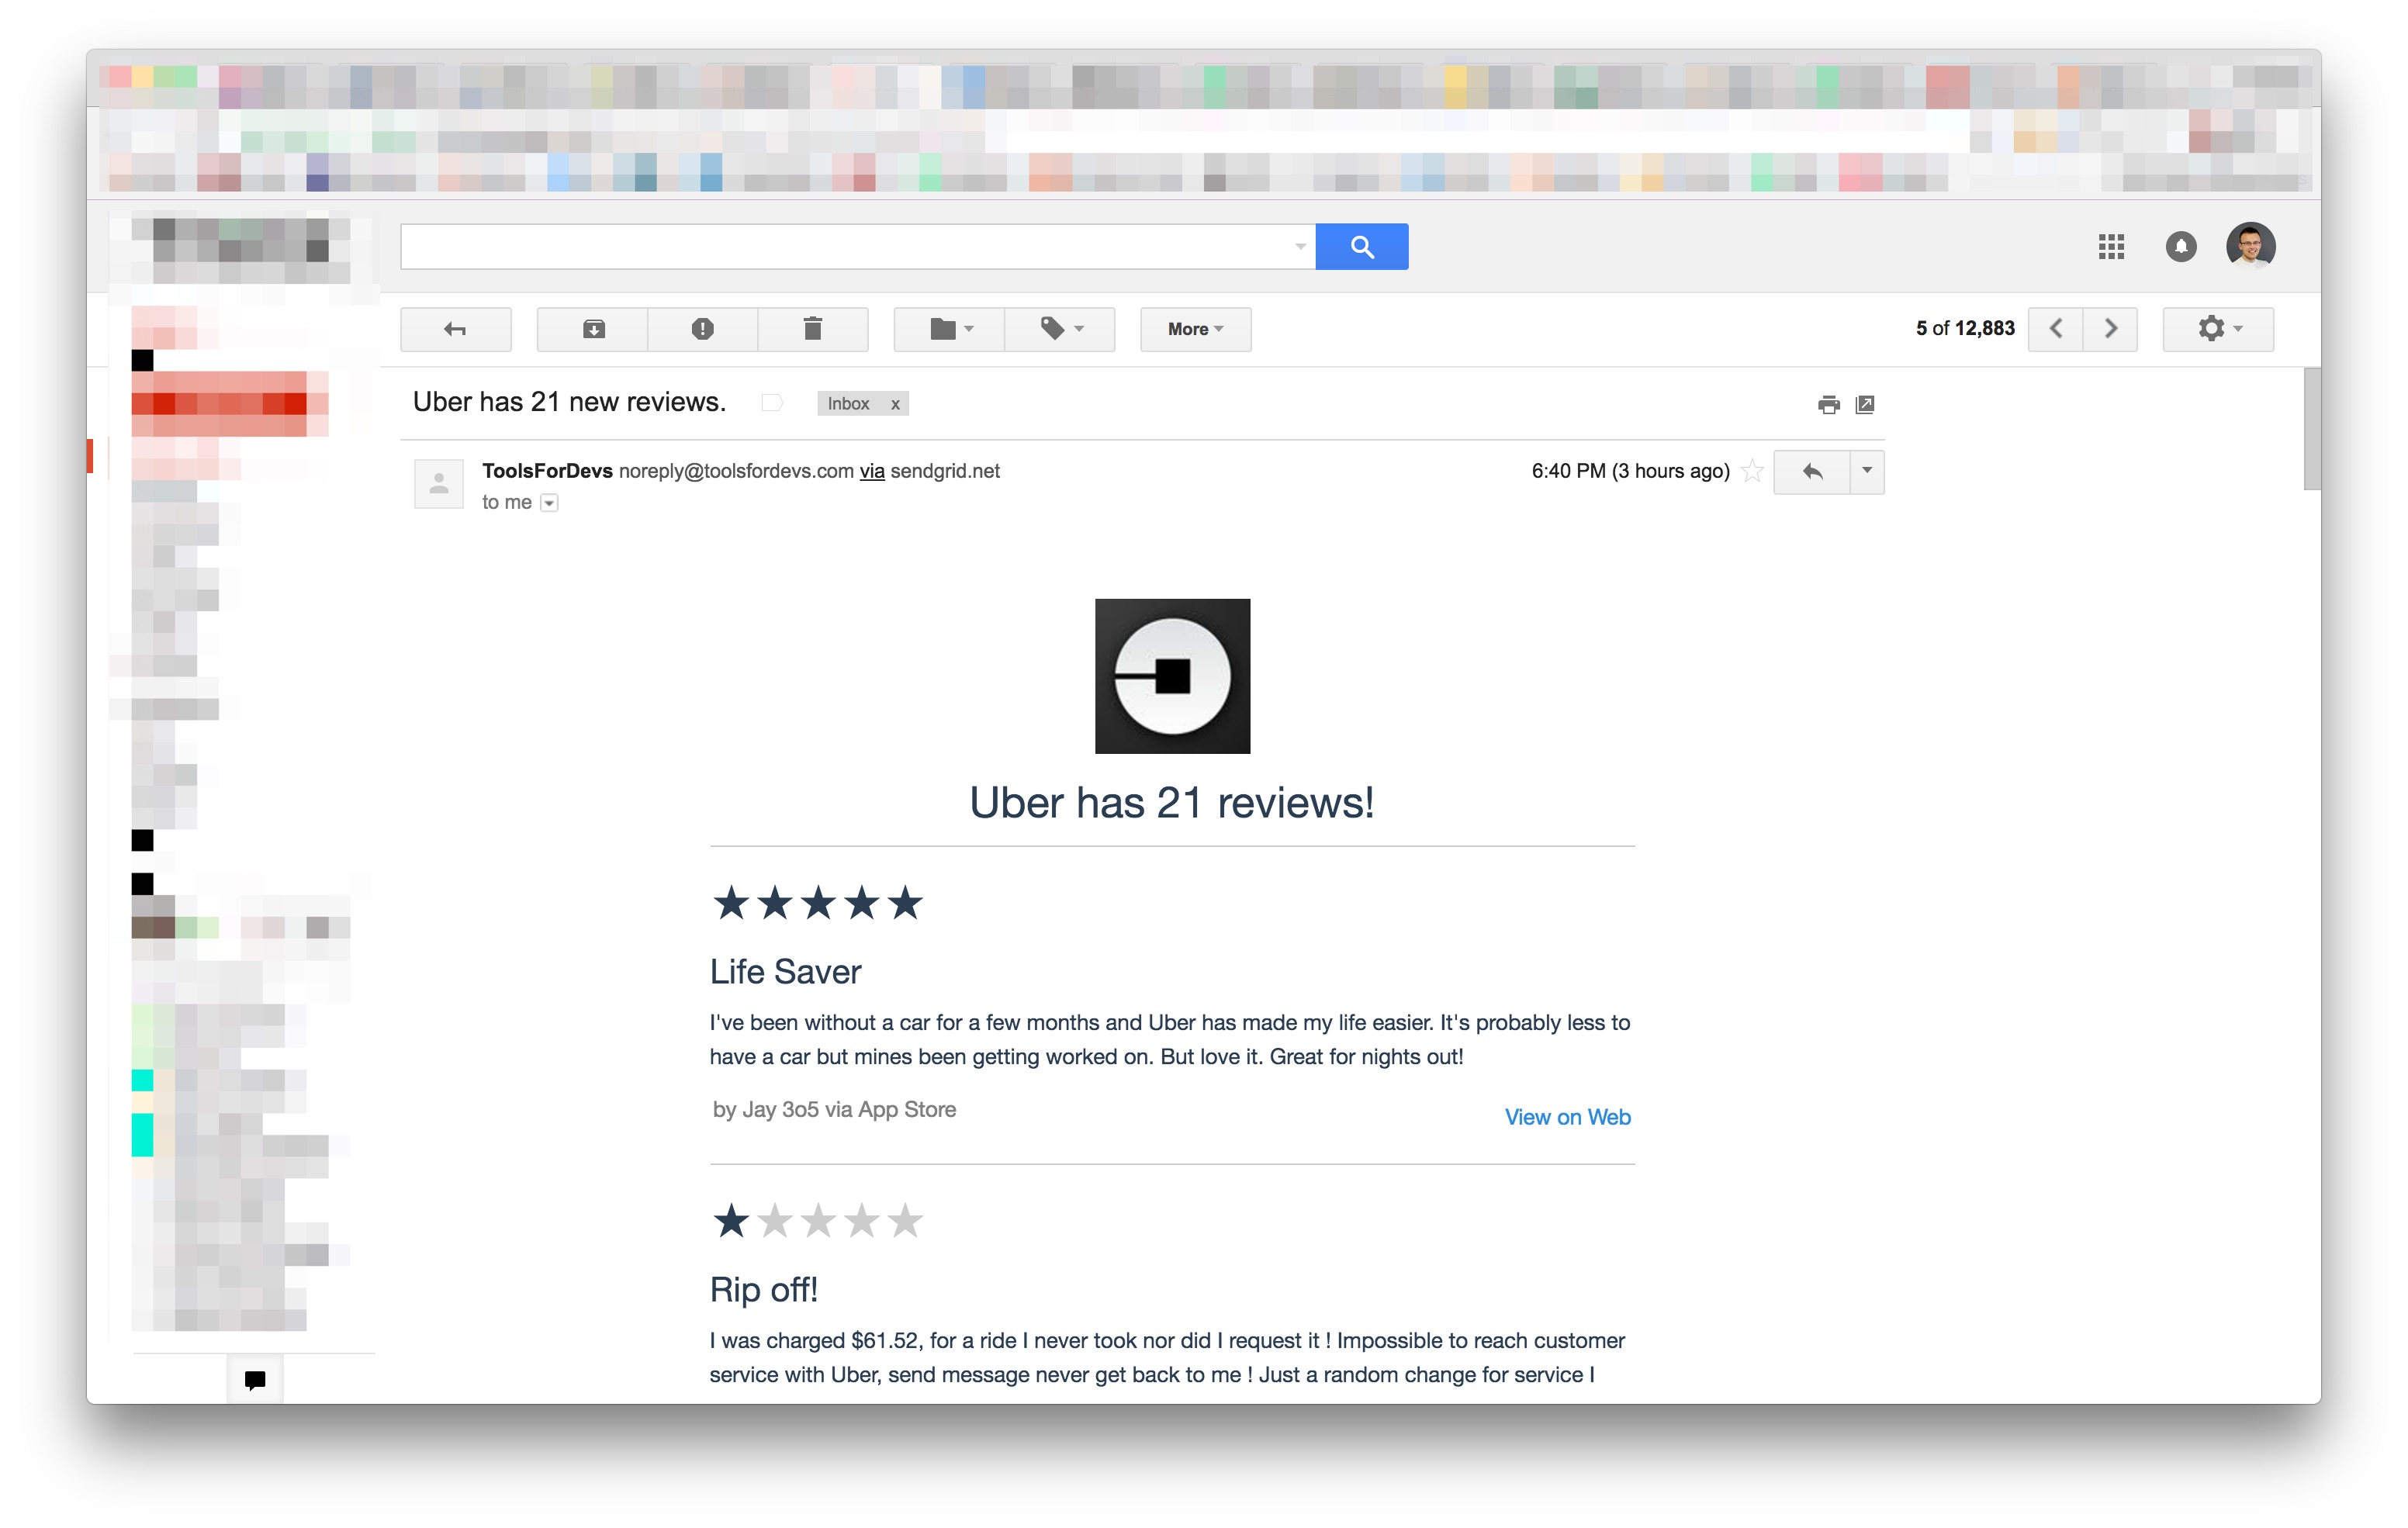 More
5 of 12,883
Uber has 21 new reviews.
Inbox x
ToolsForDevs noreply@toolsfordevs.com via sendgrid.net
6:40 PM (3 hours ago)
to me
Uber has 21 reviews!
Life Saver
I've been without a car for a few months and Uber has made my life easier. It's probably less to
have a car but mines been getting worked on. But love it. Great for nights out!
by Jay 3o5 via App Store
View on Web
Rip off!
I was charged $61.52, for a ride I never took nor did I request it ! Impossible to reach customer
service with Uber, send message never get back to me ! Just a random change for service I